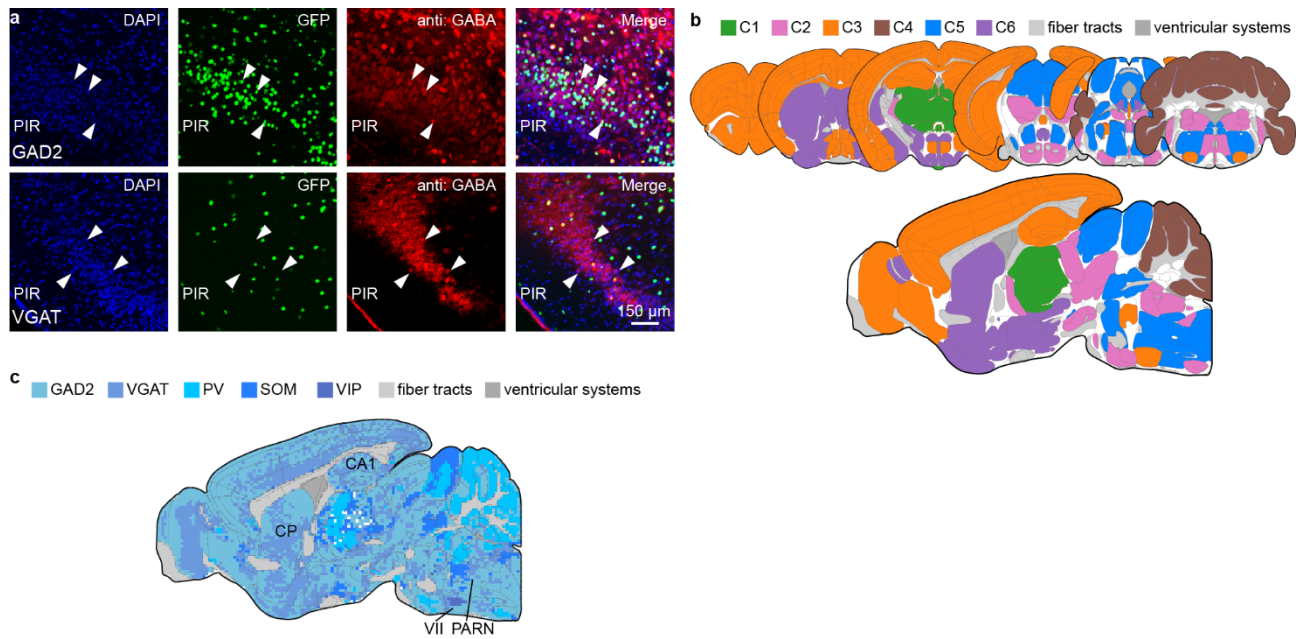 a
DAPI
GFP
anti: GABA
Merge
PIR
GAD2
PIR
PIR
PIR
DAPI
GFP
anti: GABA
Merge
PIR
VGAT
PIR
PIR
PIR
150 µm
b
C1 C2 C3 C4 C5 C6 fiber tracts ventricular systems
c
GAD2 VGAT PV SOM VIP fiber tracts ventricular systems
CA1
CP
VII PARN